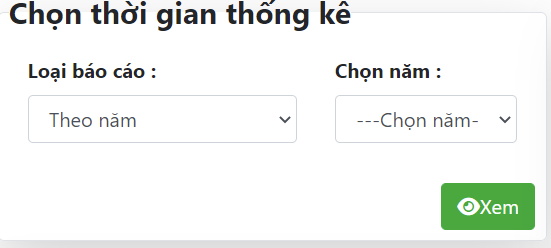 Chọn thời gian thống kê
Loại báo cáo : Chọn năm :
Theo năm ---Chọn năm-
Xem